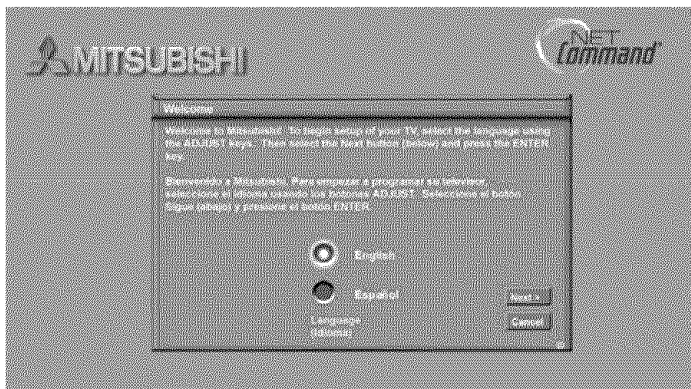 MITSUBISHI
NET
Command
Welcome
Welcome to Mitsubishi! To begin setup of your TV, select the language using
the ADJUST keys. Then select the Next button (below) and press the ENTER
key.
Bienvenido a Mitsubishi. Para empezar a programar su televisor,
seleccione el idioma usando los botones ADJUST. Seleccione el botón
Sigue (abajo) y presione el botón ENTER.
English
Español
Next >
Language
(Idioma)
Cancel